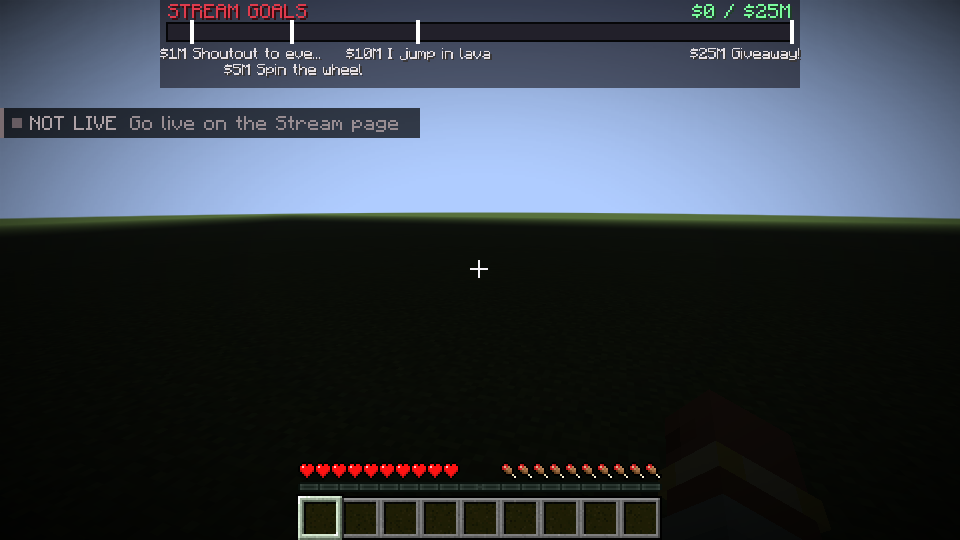 STREAM GOALS $0 / $25M
$1M Shoutout to eve... $10M I jump in lava $25M Giveaway!
$5M Spin the wheel
NOT LIVE Go live on the Stream page